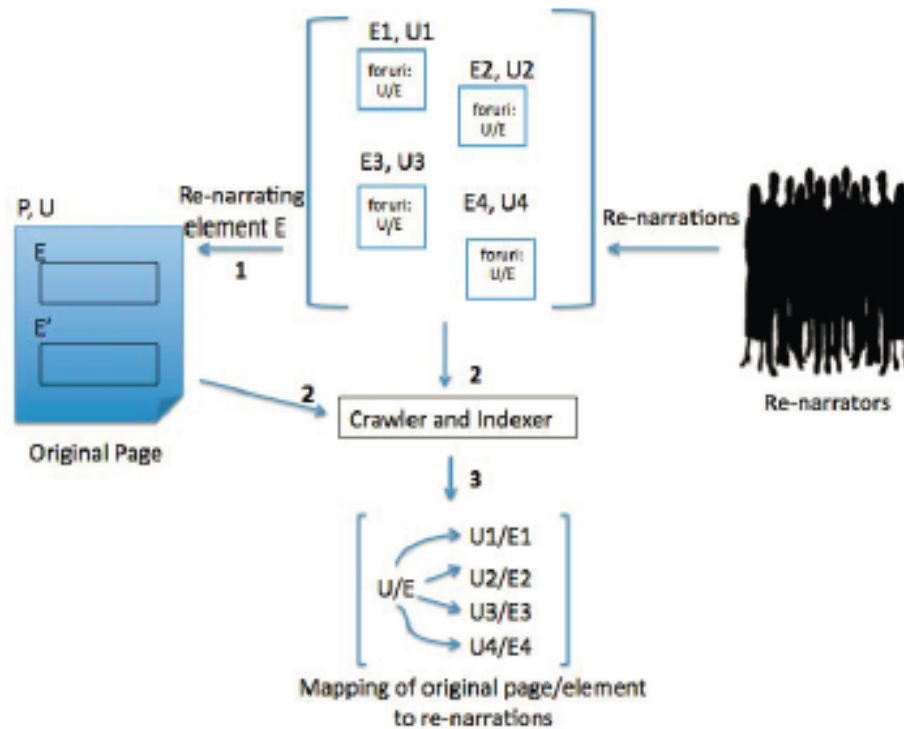 E1, U1
foruri:
U/E
E2, U2
foruri:
U/E
E3, U3
foruri:
U/E
E4, U4
foruri:
U/E
Re-narrating
element E
1
P, U
E
E'
Original Page
Re-narrations
Re-narrators
2
2
Crawler and Indexer
3
U/E
U1/E1
U2/E2
U3/E3
U4/E4
Mapping of original page/element
to re-narrations